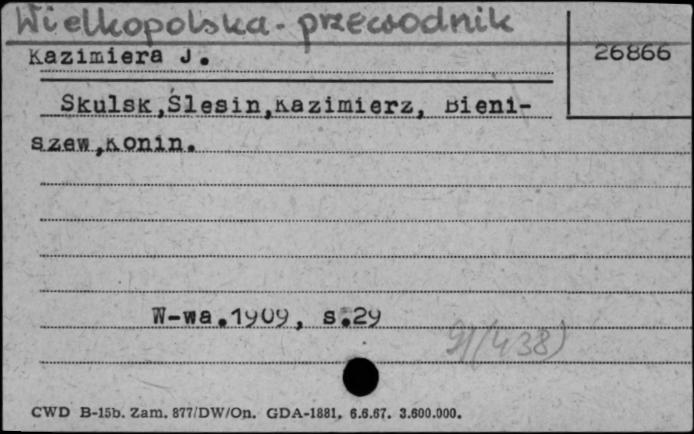 Wielkopolska - przewodnik
Kazimiera J.
26866
Skulsk,Ślesin,Kazimierz, Bieni-
szew,Konin.
W-wa.1909, s.29
91/438)
CWD B-15b. Zam. 877/DW/On. GDA-1881. 6.6.67. 3.600.000.